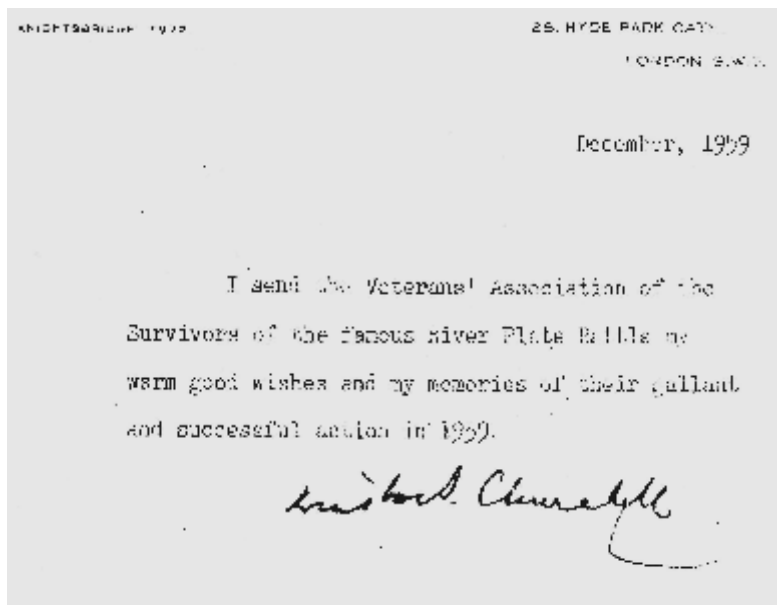 KNIGHTSBRIDGE 1972
28, HYDE PARK GATE,
LONDON S.W.7.
December, 1959
I send the Veterans' Association of the
Survivors of the famous River Plate Battle my
warm good wishes and my memories of their gallant
and successful action in 1939.
Winston S. Churchill